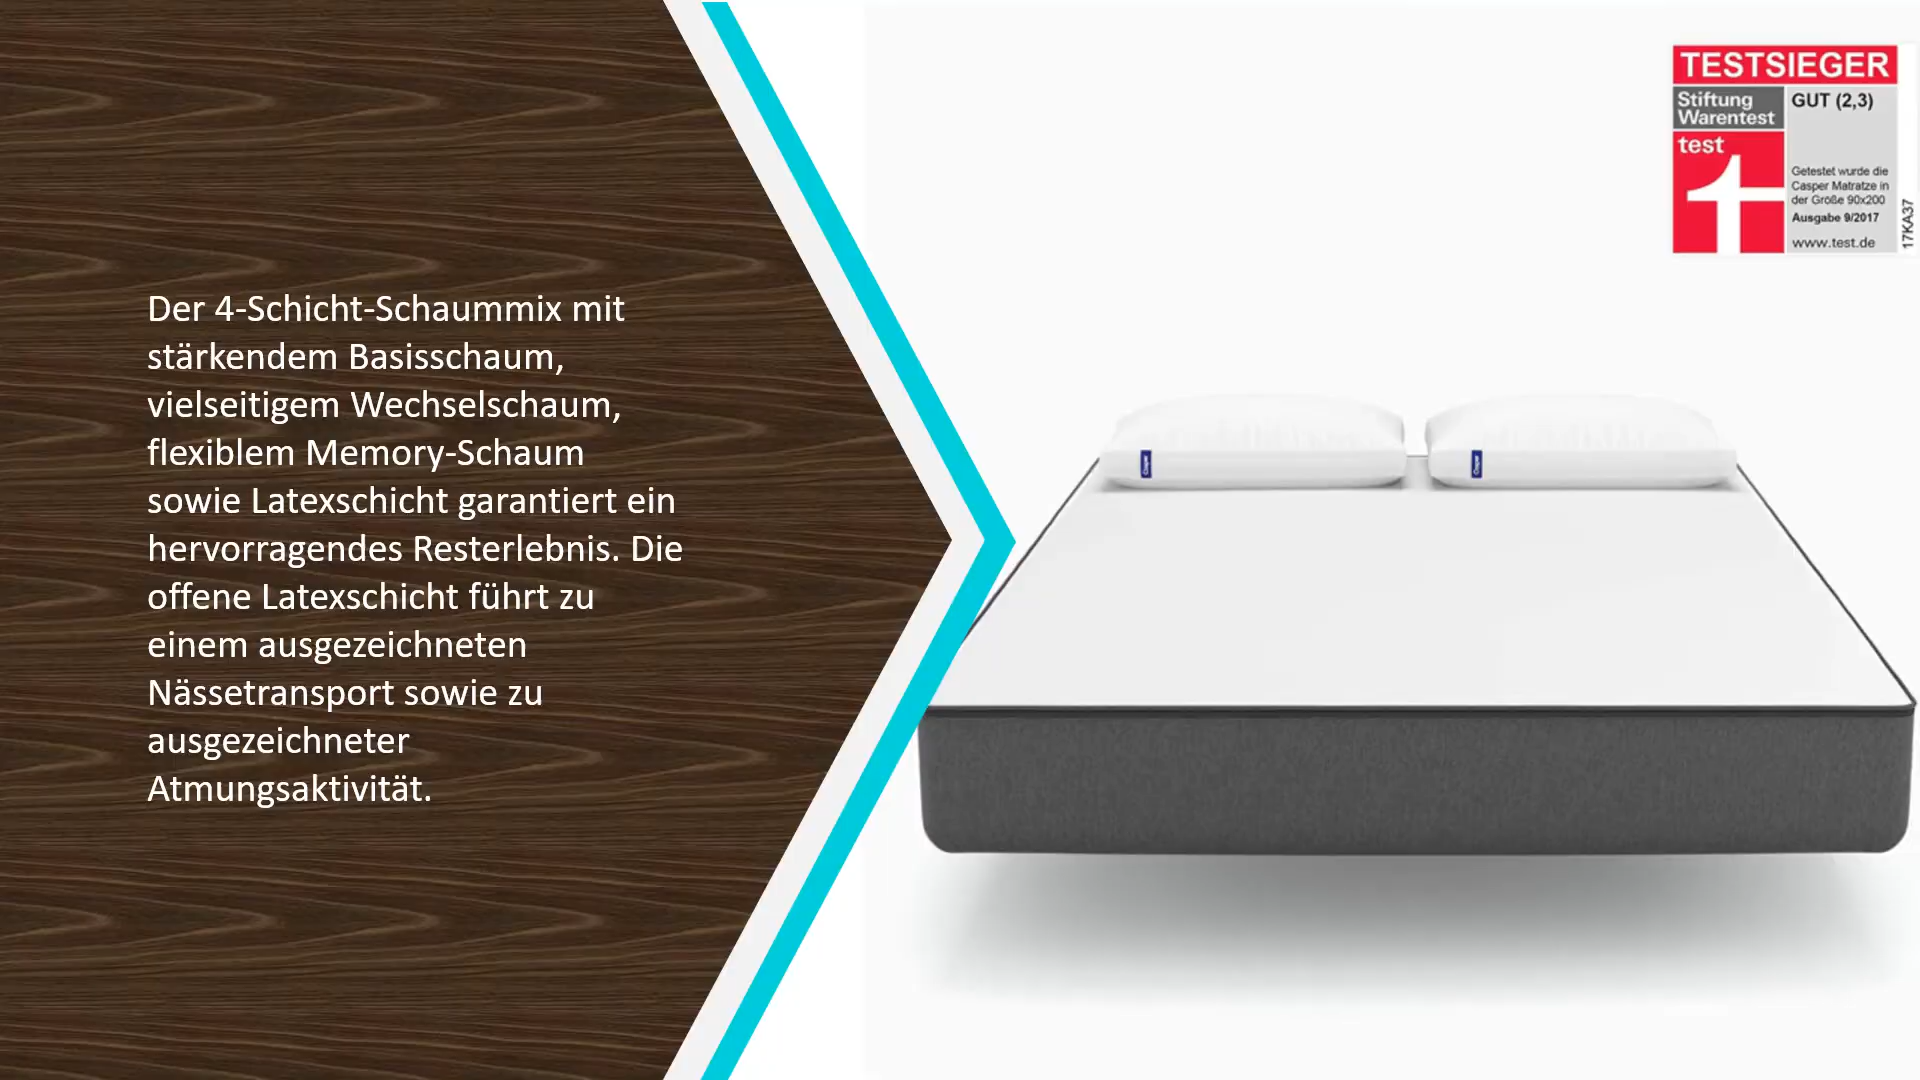 Der 4-Schicht-Schaummix mit
stärkendem Basisschaum,
vielseitigem Wechselschaum,
flexiblem Memory-Schaum
sowie Latexschicht garantiert ein
hervorragendes Resterlebnis. Die
offene Latexschicht führt zu
einem ausgezeichneten
Nässetransport sowie zu
ausgezeichneter
Atmungsaktivität.
TESTSIEGER
Stiftung
Warentest
GUT (2,3)
test
Getestet wurde die
Casper Matratze in
der Größe 90x200
Ausgabe 9/2017
www.test.de
17KA37
Casper
Casper